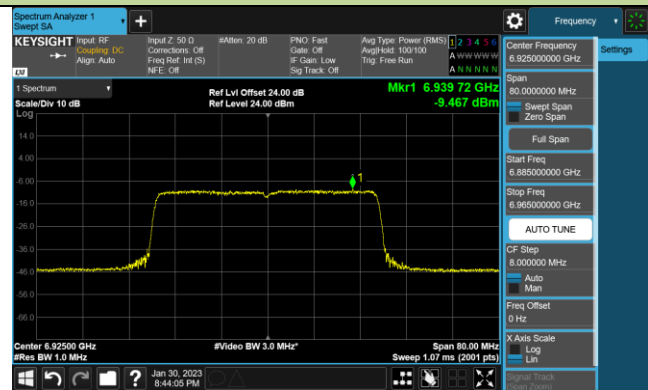 Spectrum Analyzer 1
Swept SA
Frequency
KEYSIGHT
Input: RF
Coupling: DC
Align: Auto
Input Z: 50 Ω
Corrections: Off
Freq Ref: Int (S)
NFE: Off
#Atten: 20 dB
PNO: Fast
Gate: Off
IF Gain: Low
Sig Track: Off
Avg Type: Power (RMS)
Avg|Hold: 100/100
Trig: Free Run
1 2 3 4 5 6
A W W W W W
A N N N N N
LXI
1 Spectrum
Scale/Div 10 dB
Log
Ref Lvl Offset 24.00 dB
Ref Level 24.00 dBm
Mkr1 6.939 72 GHz
-9.467 dBm
14.0
4.00
-6.00
-16.0
-26.0
-36.0
-46.0
-56.0
-66.0
1
Center 6.92500 GHz
#Res BW 1.0 MHz
#Video BW 3.0 MHz*
Span 80.00 MHz
Sweep 1.07 ms (2001 pts)
Jan 30, 2023
8:44:05 PM
Center Frequency
6.925000000 GHz
Settings
Span
80.0000000 MHz
Swept Span
Zero Span
Full Span
Start Freq
6.885000000 GHz
Stop Freq
6.965000000 GHz
AUTO TUNE
CF Step
8.000000 MHz
Auto
Man
Freq Offset
0 Hz
X Axis Scale
Log
Lin
Signal Track
(Span Zoom)